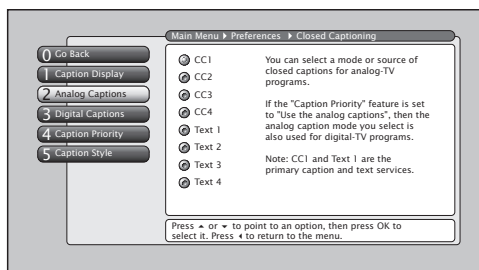 Main Menu ▸ Preferences ▸ Closed Captioning
0 Go Back
1 Caption Display
2 Analog Captions
3 Digital Captions
4 Caption Priority
5 Caption Style
CC1
CC2
CC3
CC4
Text 1
Text 2
Text 3
Text 4
You can select a mode or source of
closed captions for analog-TV
programs.
If the "Caption Priority" feature is set
to "Use the analog captions", then the
analog caption mode you select is
also used for digital-TV programs.
Note: CC1 and Text 1 are the
primary caption and text services.
Press ▴ or ▾ to point to an option, then press OK to
select it. Press ◂ to return to the menu.